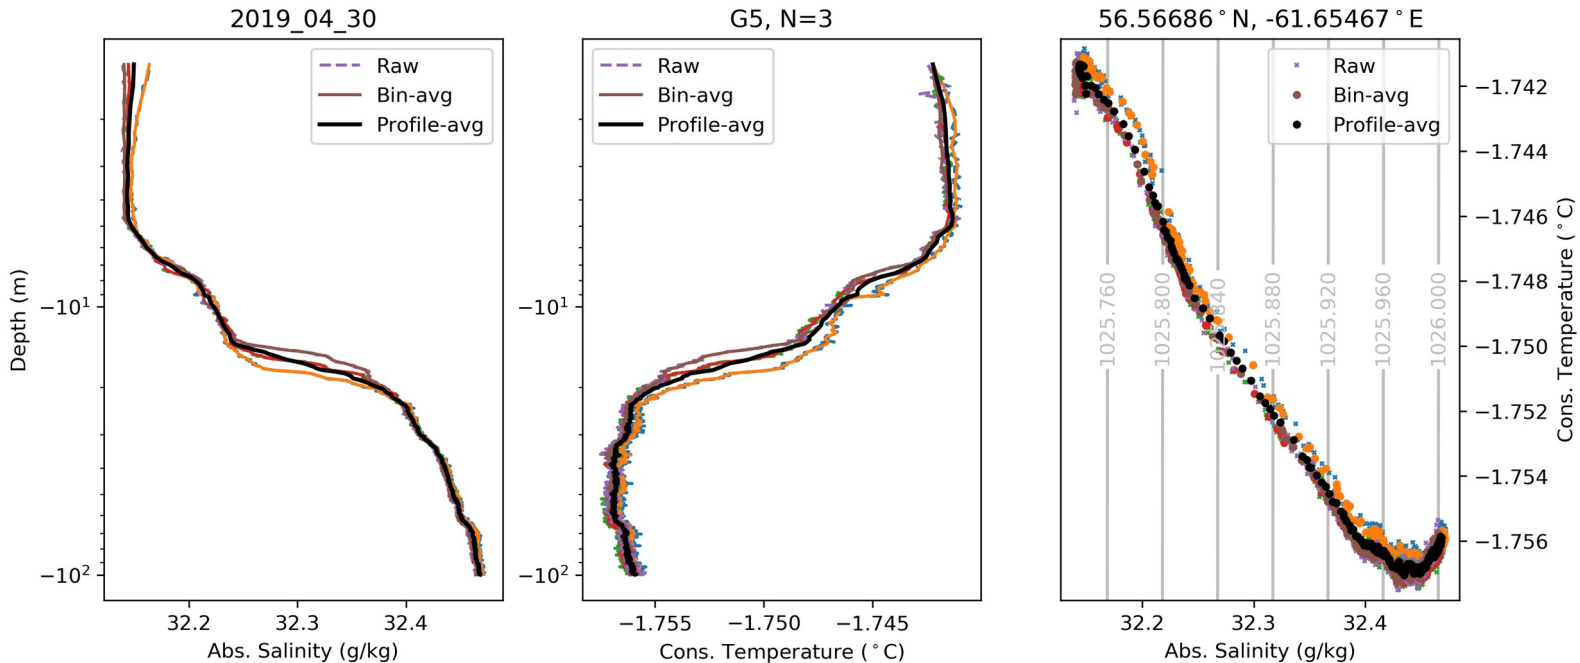 2019_04_30
Raw
Bin-avg
Profile-avg
Depth (m)
−10¹
−10²
32.2
32.3
32.4
Abs. Salinity (g/kg)
G5, N=3
Raw
Bin-avg
Profile-avg
−10¹
−10²
−1.755
−1.750
−1.745
Cons. Temperature (°C)
56.56686°N, -61.65467°E
Raw
Bin-avg
Profile-avg
1025.760
1025.800
1025.840
1025.880
1025.920
1025.960
1026.000
−1.742
−1.744
−1.746
−1.748
−1.750
−1.752
−1.754
−1.756
Cons. Temperature (°C)
32.2
32.3
32.4
Abs. Salinity (g/kg)